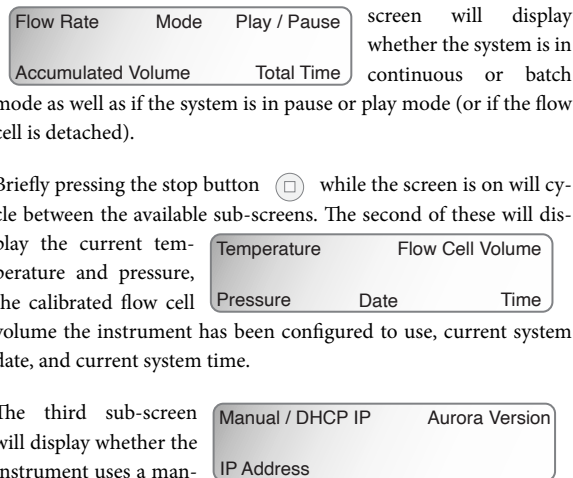 Flow Rate Mode Play / Pause
Accumulated Volume Total Time
screen will display
whether the system is in
continuous or batch
mode as well as if the system is in pause or play mode (or if the flow
cell is detached).
Briefly pressing the stop button while the screen is on will cy-
cle between the available sub-screens. The second of these will dis-
play the current tem-
perature and pressure,
the calibrated flow cell
Temperature Flow Cell Volume
Pressure Date Time
volume the instrument has been configured to use, current system
date, and current system time.
The third sub-screen
will display whether the
instrument uses a man-
Manual / DHCP IP Aurora Version
IP Address